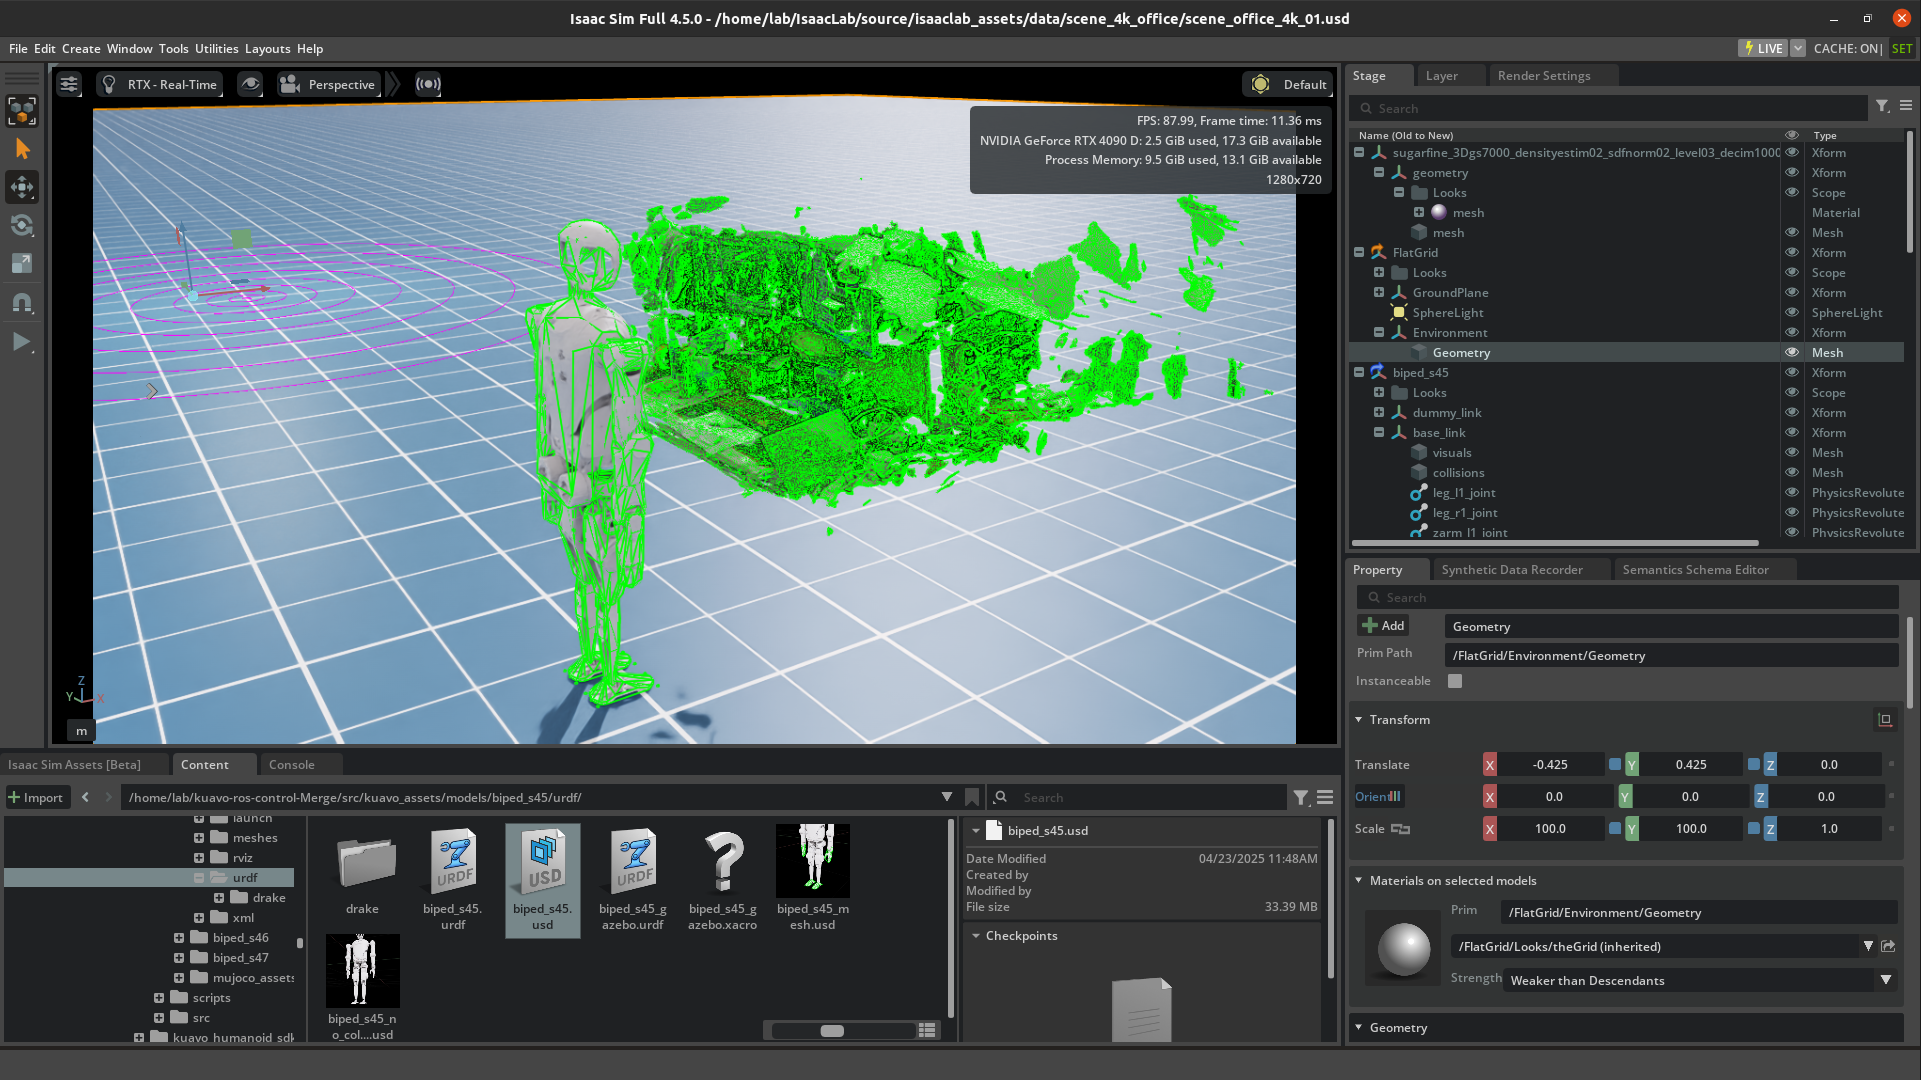 Isaac Sim Full 4.5.0 - /home/lab/IsaacLab/source/isaaclab_assets/data/scene_4k_office/scene_office_4k_01.usd
File Edit Create Window Tools Utilities Layouts Help
LIVE
CACHE: ON|
SET
RTX - Real-Time
Perspective
Default
FPS: 87.99, Frame time: 11.36 ms
NVIDIA GeForce RTX 4090 D: 2.5 GiB used, 17.3 GiB available
Process Memory: 9.5 GiB used, 13.1 GiB available
1280x720
Z
Y
X
m
Stage
Layer
Render Settings
Search
Name (Old to New)
Type
sugarfine_3Dgs7000_densityestim02_sdfnorm02_level03_decim1000
Xform
geometry
Xform
Looks
Scope
mesh
Material
mesh
Mesh
FlatGrid
Xform
Looks
Scope
GroundPlane
Xform
SphereLight
SphereLight
Environment
Xform
Geometry
Mesh
biped_s45
Xform
Looks
Scope
dummy_link
Xform
base_link
Xform
visuals
Mesh
collisions
Mesh
leg_l1_joint
PhysicsRevolute
leg_r1_joint
PhysicsRevolute
zarm_l1_joint
PhysicsRevolute
Property
Synthetic Data Recorder
Semantics Schema Editor
Search
Add
Geometry
Prim Path
/FlatGrid/Environment/Geometry
Instanceable
Transform
Translate
X
-0.425
Y
0.425
Z
0.0
Orient
X
0.0
Y
0.0
Z
0.0
Scale
X
100.0
Y
100.0
Z
1.0
Materials on selected models
Prim
/FlatGrid/Environment/Geometry
/FlatGrid/Looks/theGrid (inherited)
Strength
Weaker than Descendants
Geometry
Isaac Sim Assets [Beta]
Content
Console
Import
/home/lab/kuavo-ros-control-Merge/src/kuavo_assets/models/biped_s45/urdf/
Search
launch
meshes
rviz
urdf
drake
xml
biped_s46
biped_s47
mujoco_assets
scripts
src
kuavo_humanoid_sdk
URDF
USD
URDF
drake
biped_s45.
urdf
biped_s45.
usd
biped_s45_g
azebo.urdf
biped_s45_g
azebo.xacro
biped_s45_m
esh.usd
biped_s45_n
o_col....usd
biped_s45.usd
Date Modified
04/23/2025 11:48AM
Created by
Modified by
File size
33.39 MB
Checkpoints